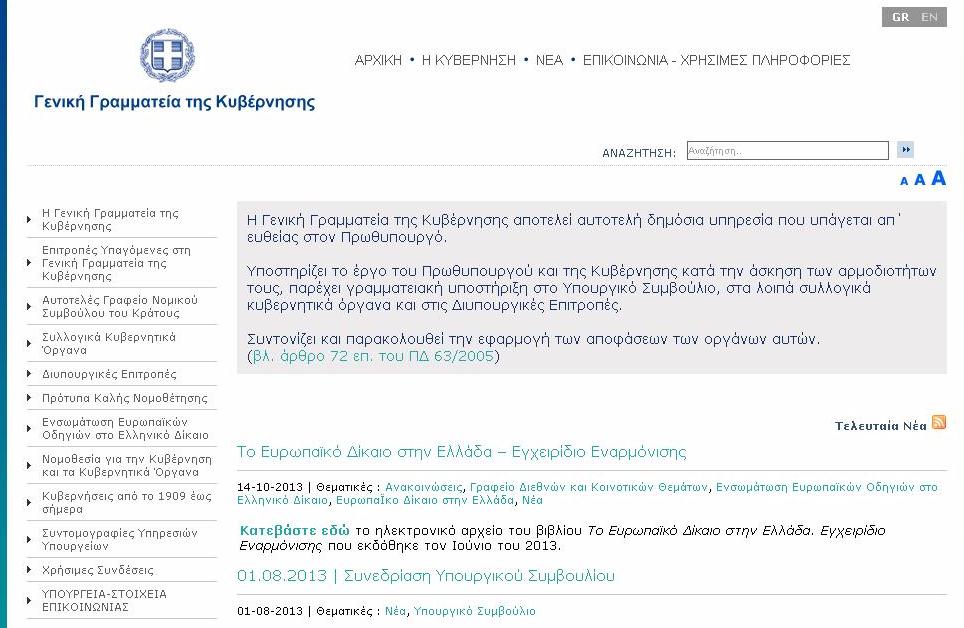 GR EN
ΑΡΧΙΚΗ • Η ΚΥΒΕΡΝΗΣΗ • ΝΕΑ • ΕΠΙΚΟΙΝΩΝΙΑ - ΧΡΗΣΙΜΕΣ ΠΛΗΡΟΦΟΡΙΕΣ
Γενική Γραμματεία της Κυβέρνησης
ΑΝΑΖΗΤΗΣΗ: Αναζήτηση..
A A A
Η Γενική Γραμματεία της
Κυβέρνησης
Επιτροπές Υπαγόμενες στη
Γενική Γραμματεία της
Κυβέρνησης
Αυτοτελές Γραφείο Νομικού
Συμβούλου του Κράτους
Συλλογικά Κυβερνητικά
Όργανα
Διυπουργικές Επιτροπές
Πρότυπα Καλής Νομοθέτησης
Ενσωμάτωση Ευρωπαϊκών
Οδηγιών στο Ελληνικό Δίκαιο
Νομοθεσία για την Κυβέρνηση
και τα Κυβερνητικά Όργανα
Κυβερνήσεις από το 1909 έως
σήμερα
Συντομογραφίες Υπηρεσιών
Υπουργείων
Χρήσιμες Συνδέσεις
ΥΠΟΥΡΓΕΙΑ-ΣΤΟΙΧΕΙΑ
ΕΠΙΚΟΙΝΩΝΙΑΣ
Η Γενική Γραμματεία της Κυβέρνησης αποτελεί αυτοτελή δημόσια υπηρεσία που υπάγεται απ΄
ευθείας στον Πρωθυπουργό.
Υποστηρίζει το έργο του Πρωθυπουργού και της Κυβέρνησης κατά την άσκηση των αρμοδιοτήτων
τους, παρέχει γραμματειακή υποστήριξη στο Υπουργικό Συμβούλιο, στα λοιπά συλλογικά
κυβερνητικά όργανα και στις Διυπουργικές Επιτροπές.
Συντονίζει και παρακολουθεί την εφαρμογή των αποφάσεων των οργάνων αυτών.
(βλ. άρθρο 72 επ. του ΠΔ 63/2005)
Τελευταία Νέα
Το Ευρωπαϊκό Δίκαιο στην Ελλάδα – Εγχειρίδιο Εναρμόνισης
14-10-2013 | Θεματικές : Ανακοινώσεις, Γραφείο Διεθνών και Κοινοτικών Θεμάτων, Ενσωμάτωση Ευρωπαϊκών Οδηγιών στο
Ελληνικό Δίκαιο, ΕυρωπαΪκο Δίκαιο στην Ελλάδα, Νέα
Κατεβάστε εδώ το ηλεκτρονικό αρχείο του βιβλίου Το Ευρωπαϊκό Δίκαιο στην Ελλάδα. Εγχειρίδιο
Εναρμόνισης που εκδόθηκε τον Ιούνιο του 2013.
01.08.2013 | Συνεδρίαση Υπουργικού Συμβουλίου
01-08-2013 | Θεματικές : Νέα, Υπουργικό Συμβούλιο